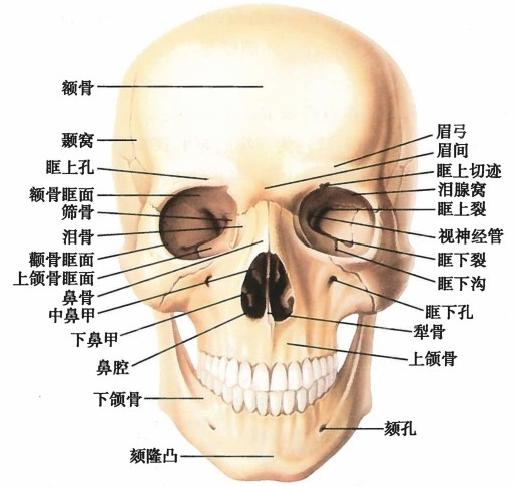 额骨
颞窝
眶上孔
额骨眶面
筛骨
泪骨
颧骨眶面
上颌骨眶面
鼻骨
中鼻甲
下鼻甲
鼻腔
下颌骨
颏隆凸
眉弓
眉间
眶上切迹
泪腺窝
眶上裂
视神经管
眶下裂
眶下沟
眶下孔
犁骨
上颌骨
颏孔